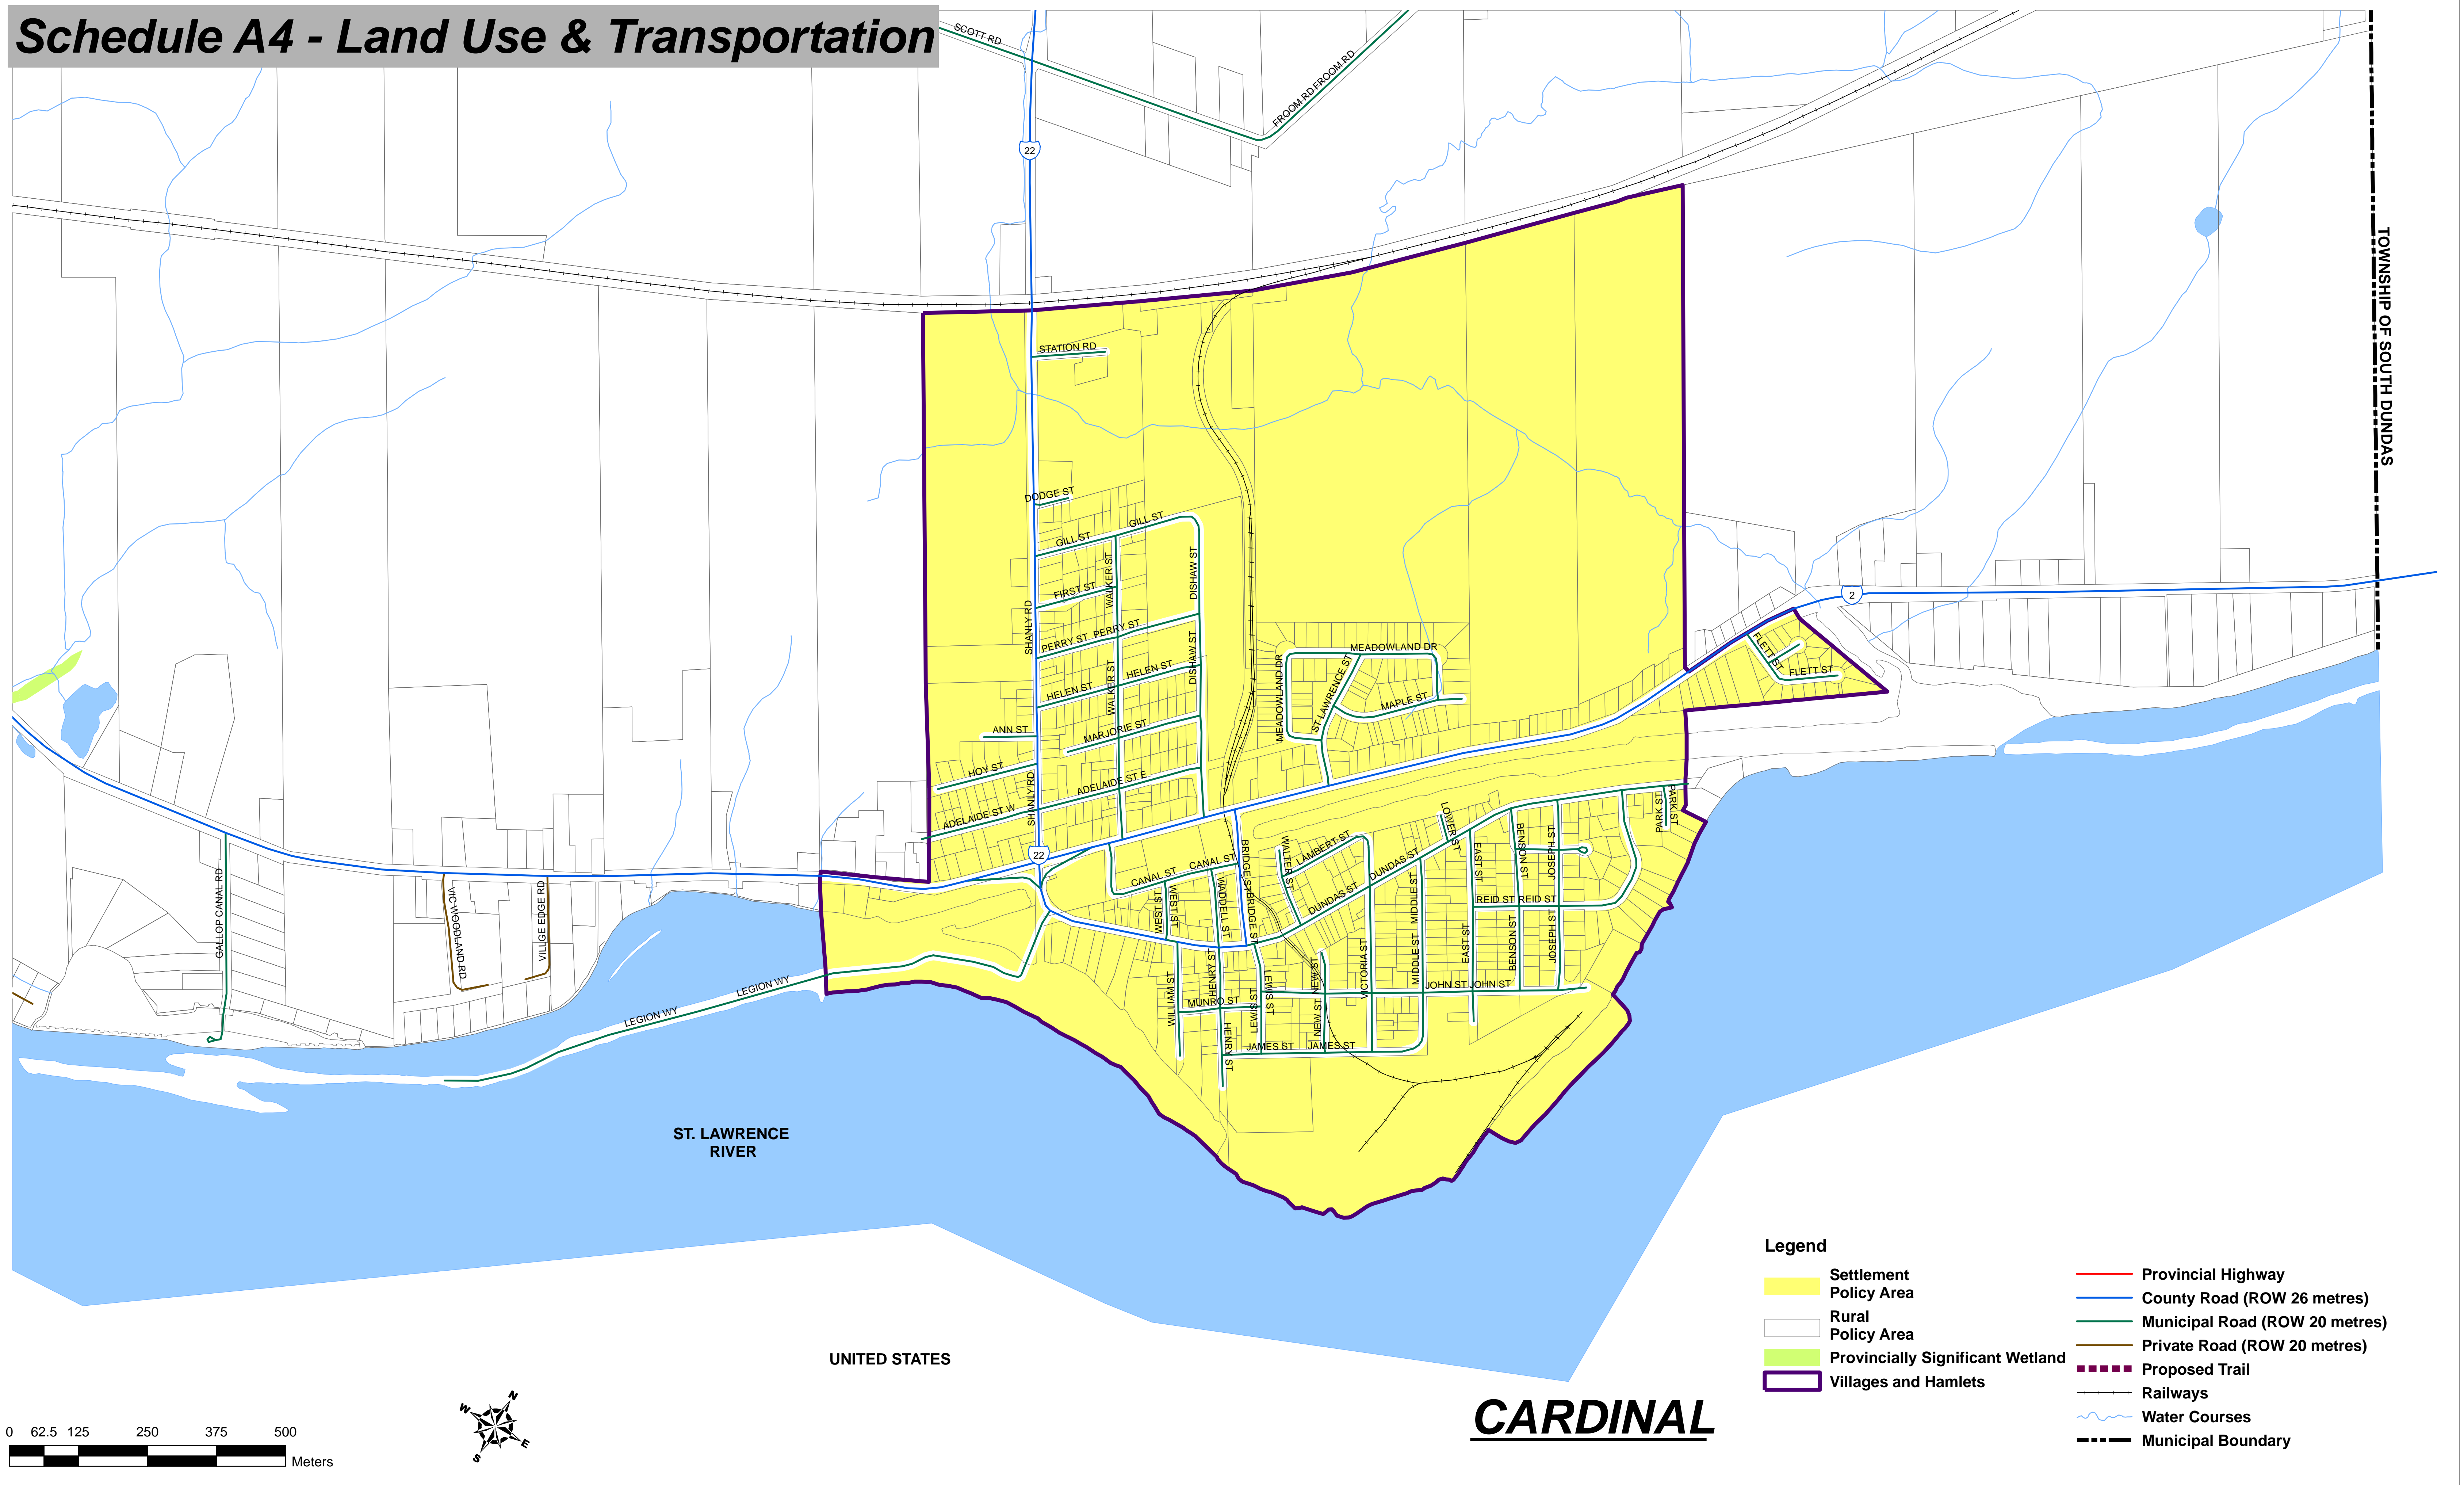 Schedule A4 - Land Use & Transportation
SCOTT RD
FROOM RD FROOM RD
22
TOWNSHIP OF SOUTH DUNDAS
STATION RD
DODGE ST
GILL ST
GILL ST
WALKER ST
DISHAW ST
FIRST ST
SHANLY RD
PERRY ST PERRY ST
2
HELEN ST
HELEN ST
WALKER ST
DISHAW ST
MEADOWLAND DR
MEADOWLAND DR
ST LAWRENCE ST
MAPLE ST
FLETT ST
FLETT ST
ANN ST
MARJORIE ST
HOY ST
SHANLY RD
ADELAIDE ST E
ADELAIDE ST W
22
PARK ST
PARK ST
LOWER ST
LAMBERT ST
WALTER ST
BRIDGE ST
BRIDGE ST
CANAL ST
CANAL ST
DUNDAS ST
DUNDAS ST
EAST ST
BENSON ST
JOSEPH ST
WEST ST
WEST ST
WADDELL ST
MIDDLE ST
REID ST REID ST
GALLOP CANAL RD
VIC WOODLAND RD
VILLGE EDGE RD
EAST ST
BENSON ST
JOSEPH ST
MIDDLE ST
VICTORIA ST
NEW ST
NEW ST
LEWIS ST
LEWIS ST
HENRY ST
HENRY ST
WILLIAM ST
MUNRO ST
JOHN ST JOHN ST
JAMES ST
JAMES ST
LEGION WY
LEGION WY
ST. LAWRENCE
RIVER
UNITED STATES
CARDINAL
Legend
Settlement
Policy Area
Rural
Policy Area
Provincially Significant Wetland
Villages and Hamlets
Provincial Highway
County Road (ROW 26 metres)
Municipal Road (ROW 20 metres)
Private Road (ROW 20 metres)
Proposed Trail
Railways
Water Courses
Municipal Boundary
N
W
E
S
0 62.5 125 250 375 500
Meters